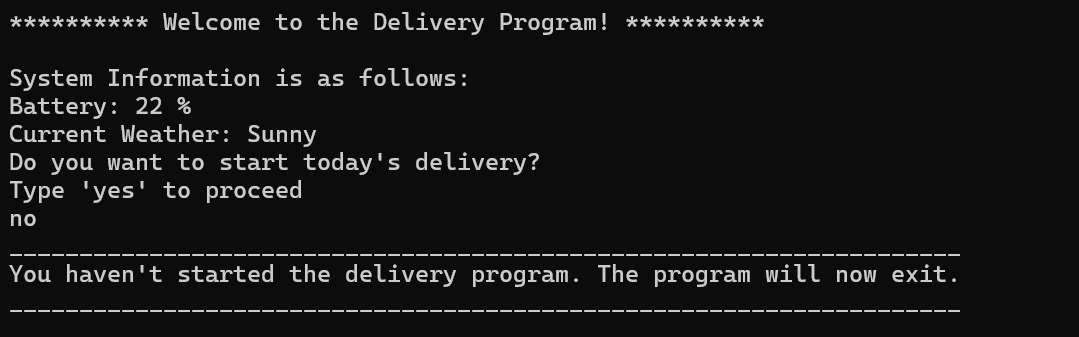 ********** Welcome to the Delivery Program! **********
System Information is as follows:
Battery: 22 %
Current Weather: Sunny
Do you want to start today's delivery?
Type 'yes' to proceed
no
____________________________________________________________________
You haven't started the delivery program. The program will now exit.
____________________________________________________________________